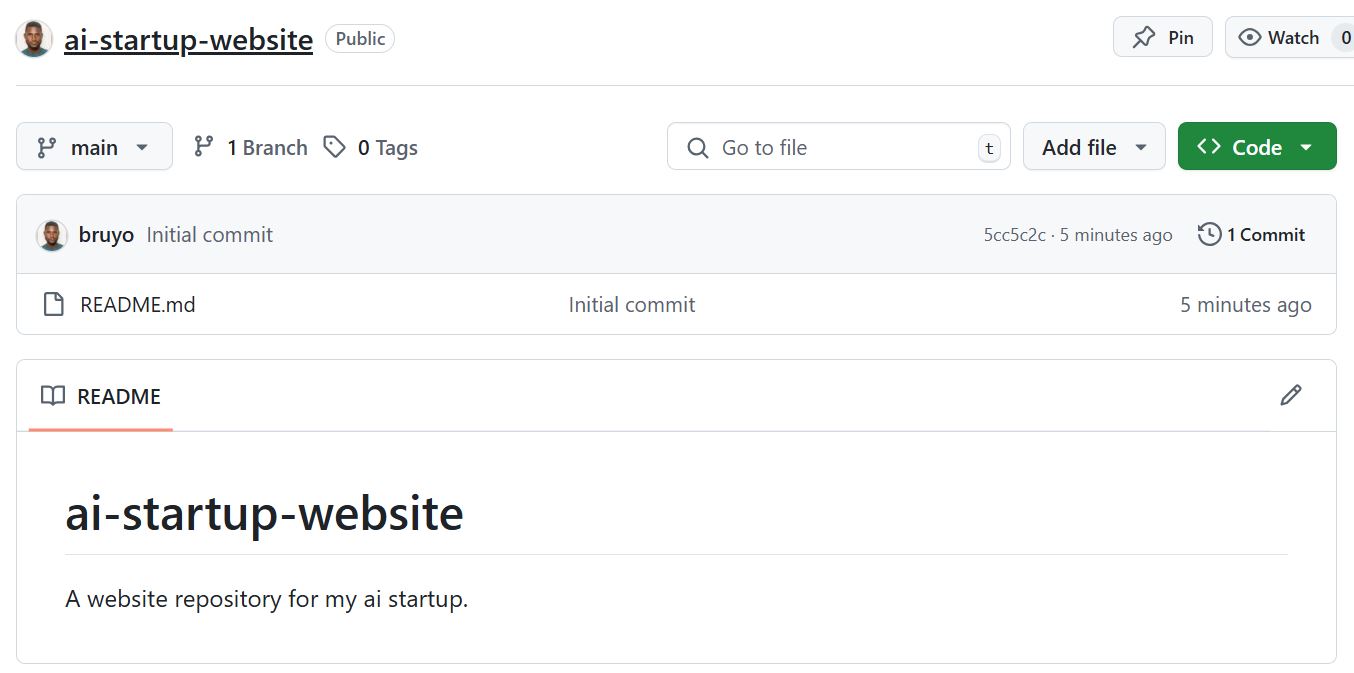 ai-startup-website Public Pin Watch 0
main 1 Branch 0 Tags Go to file t Add file Code
bruyo Initial commit 5cc5c2c · 5 minutes ago 1 Commit
README.md Initial commit 5 minutes ago
README
ai-startup-website
A website repository for my ai startup.